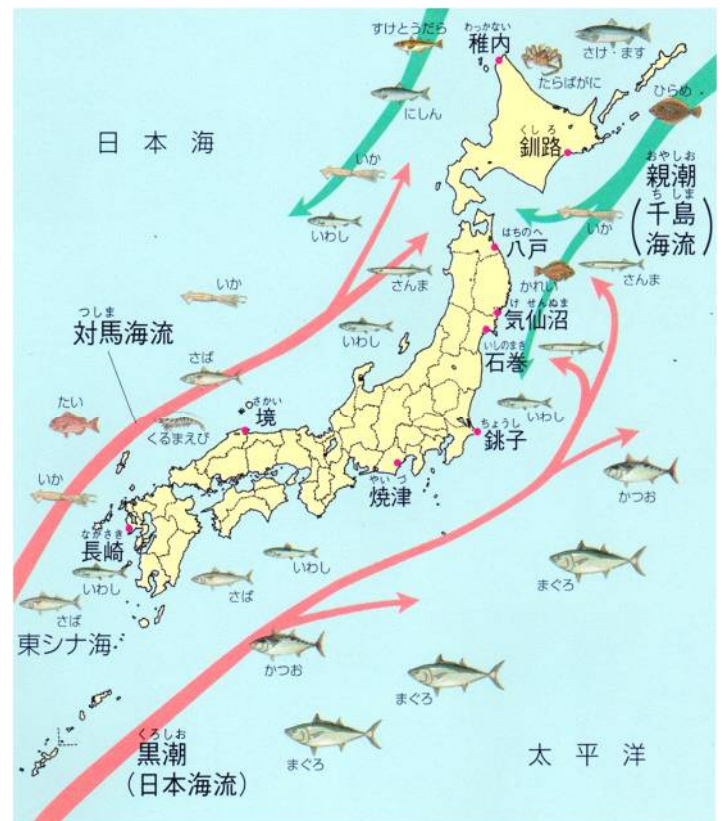 すけとうだら
わっかない
稚内
さけ・ます
たらばがに
にしん
ひらめ
日本海
くしろ
釧路
おやしお
親潮
ちしま
(千島
海流)
いか
いか
いわし
はちのへ
八戸
さんま
かれい
さんま
いか
つしま
対馬海流
けせんぬま
気仙沼
いわし
いしのまき
石巻
さば
たい
さかい
境
くるまえび
いわし
ちょうし
銚子
やいづ
焼津
かつお
いか
ながさき
長崎
いわし
いわし
さば
まぐろ
さば
東シナ海
かつお
まぐろ
くろしお
黒潮
(日本海流)
まぐろ
太平洋